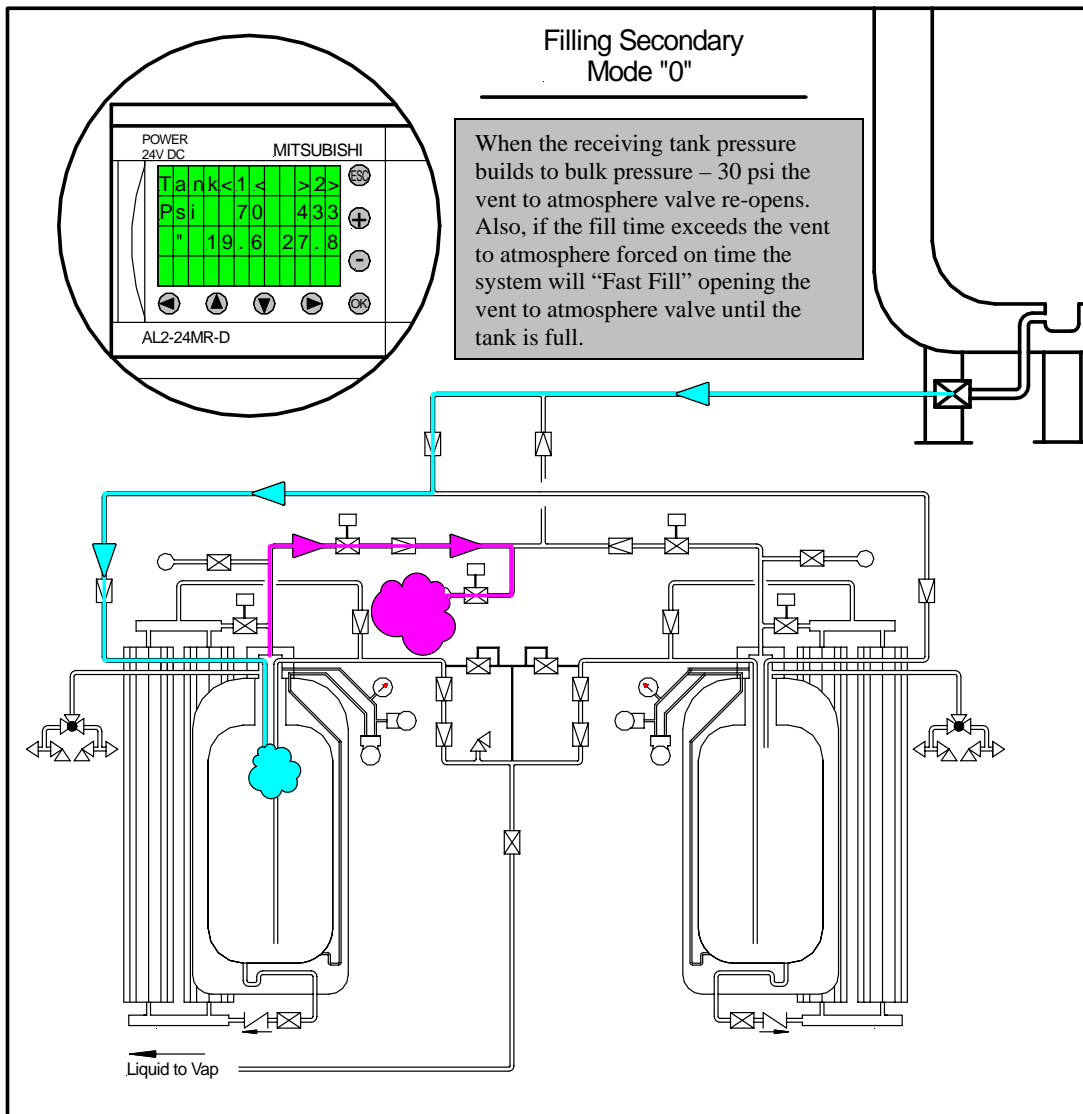 Filling Secondary
Mode "0"
POWER
24V DC
MITSUBISHI
Tank<1< >2>
Psi 70 433
" 19.6 27.8
ESC
+
-
OK
AL2-24MR-D
When the receiving tank pressure
builds to bulk pressure – 30 psi the
vent to atmosphere valve re-opens.
Also, if the fill time exceeds the vent
to atmosphere forced on time the
system will “Fast Fill” opening the
vent to atmosphere valve until the
tank is full.
Liquid to Vap